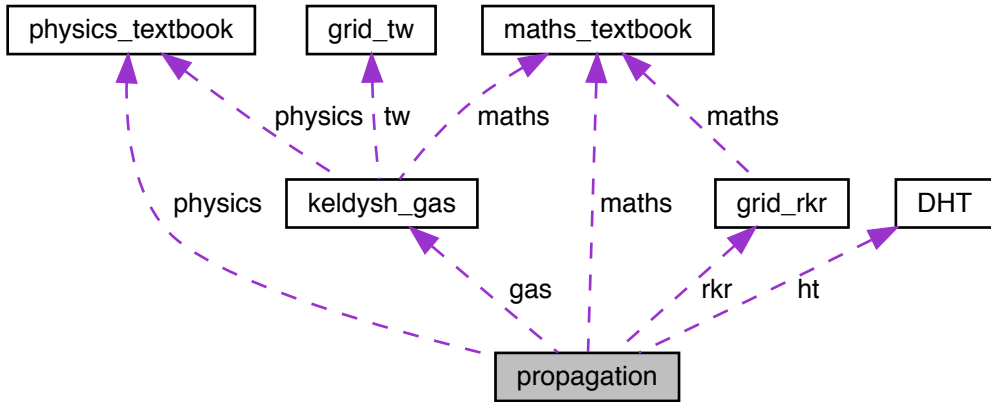 physics_textbook
grid_tw
maths_textbook
physics
tw
maths
maths
keldysh_gas
grid_rkr
DHT
physics
maths
gas
rkr
ht
propagation